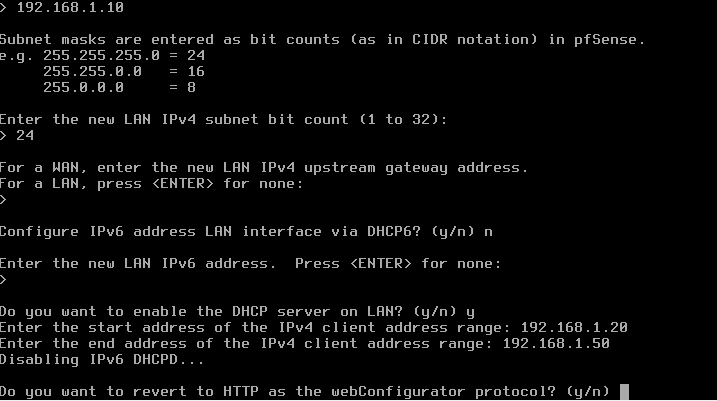 > 192.168.1.10
Subnet masks are entered as bit counts (as in CIDR notation) in pfSense.
e.g. 255.255.255.0 = 24
255.255.0.0 = 16
255.0.0.0 = 8
Enter the new LAN IPv4 subnet bit count (1 to 32):
> 24
For a WAN, enter the new LAN IPv4 upstream gateway address.
For a LAN, press <ENTER> for none:
>
Configure IPv6 address LAN interface via DHCP6? (y/n) n
Enter the new LAN IPv6 address.  Press <ENTER> for none:
>
Do you want to enable the DHCP server on LAN? (y/n) y
Enter the start address of the IPv4 client address range: 192.168.1.20
Enter the end address of the IPv4 client address range: 192.168.1.50
Disabling IPv6 DHCPD...
Do you want to revert to HTTP as the webConfigurator protocol? (y/n)